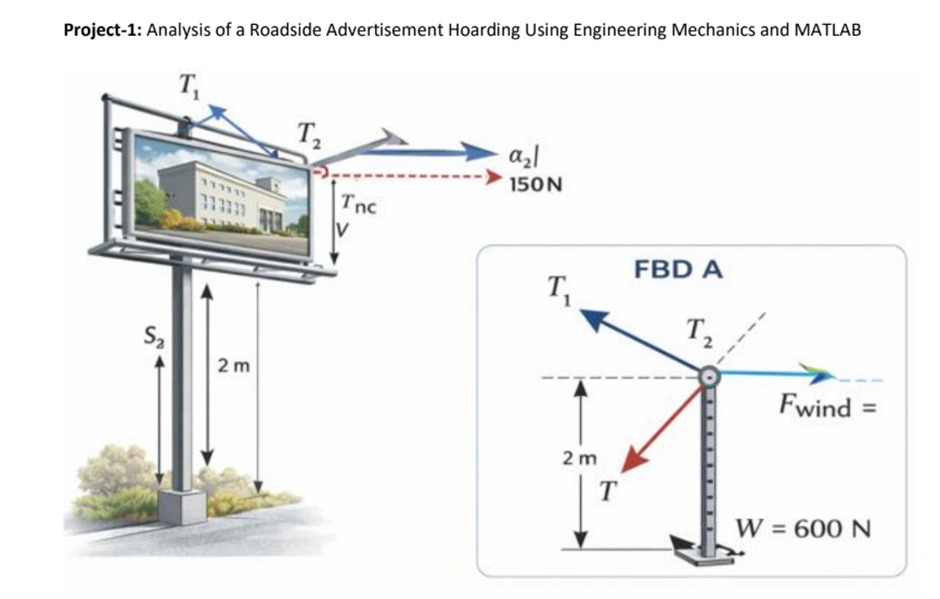 Project-1: Analysis of a Roadside Advertisement Hoarding Using Engineering Mechanics and MATLAB
T₁
T₂
α₂l
150N
Tnc
V
S₂
2 m
FBD A
T₁
T₂
Fwind =
2 m
T
W = 600 N